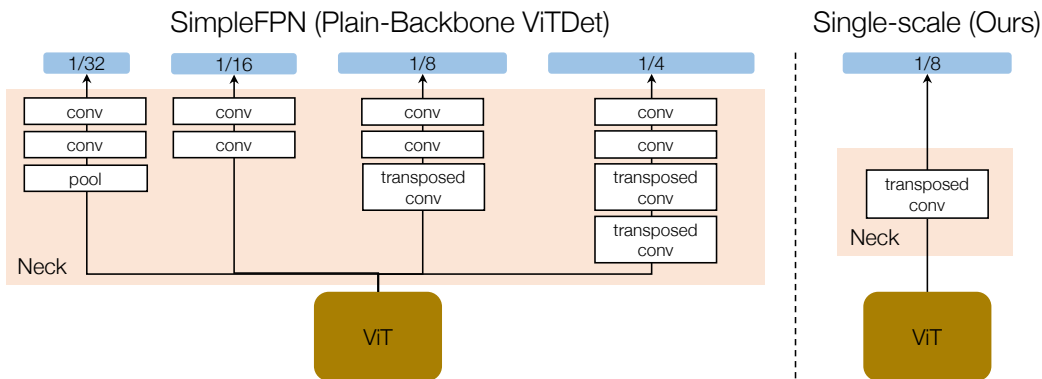 SimpleFPN (Plain-Backbone ViTDet)
1/32
1/16
1/8
1/4
conv
conv
pool
conv
conv
conv
conv
transposed
conv
conv
conv
transposed
conv
transposed
conv
Neck
ViT
Single-scale (Ours)
1/8
transposed
conv
Neck
ViT